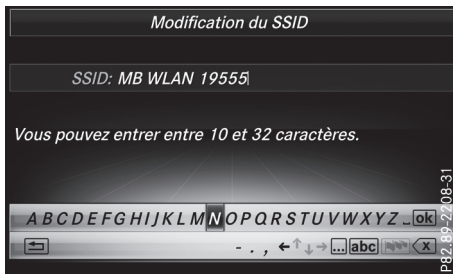 Modification du SSID
SSID: MB WLAN 19555
Vous pouvez entrer entre 10 et 32 caractères.
A B C D E F G H I J K L M N O P Q R S T U V W X Y Z _ ok
- . , ←↑↓→ ... abc X
P82.89-2208-31